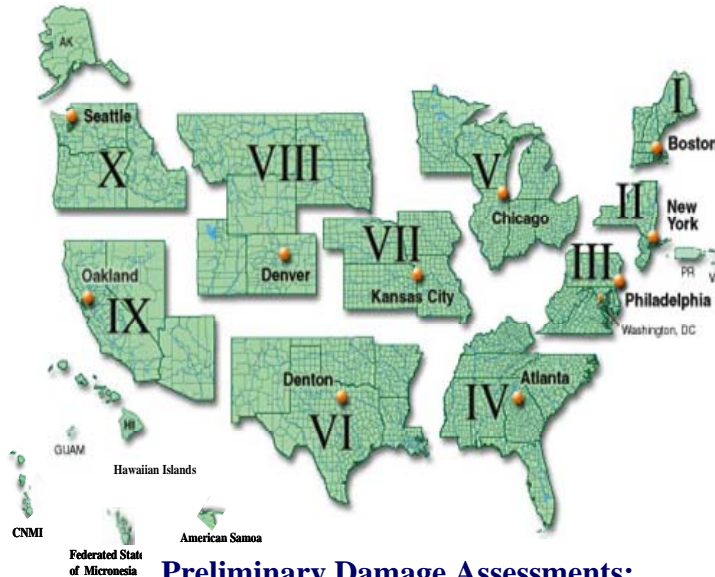 AK
I
Seattle
Boston
X
VIII
V
II
New
York
Chicago
VII
III
PR
V
Oakland
Denver
Kansas City
Philadelphia
IX
Washington, DC
Denton
Atlanta
IV
VI
HI
GUAM
Hawaiian Islands
CNMI
American Samoa
Federated State
of Micronesia
Preliminary Damage Assessments: